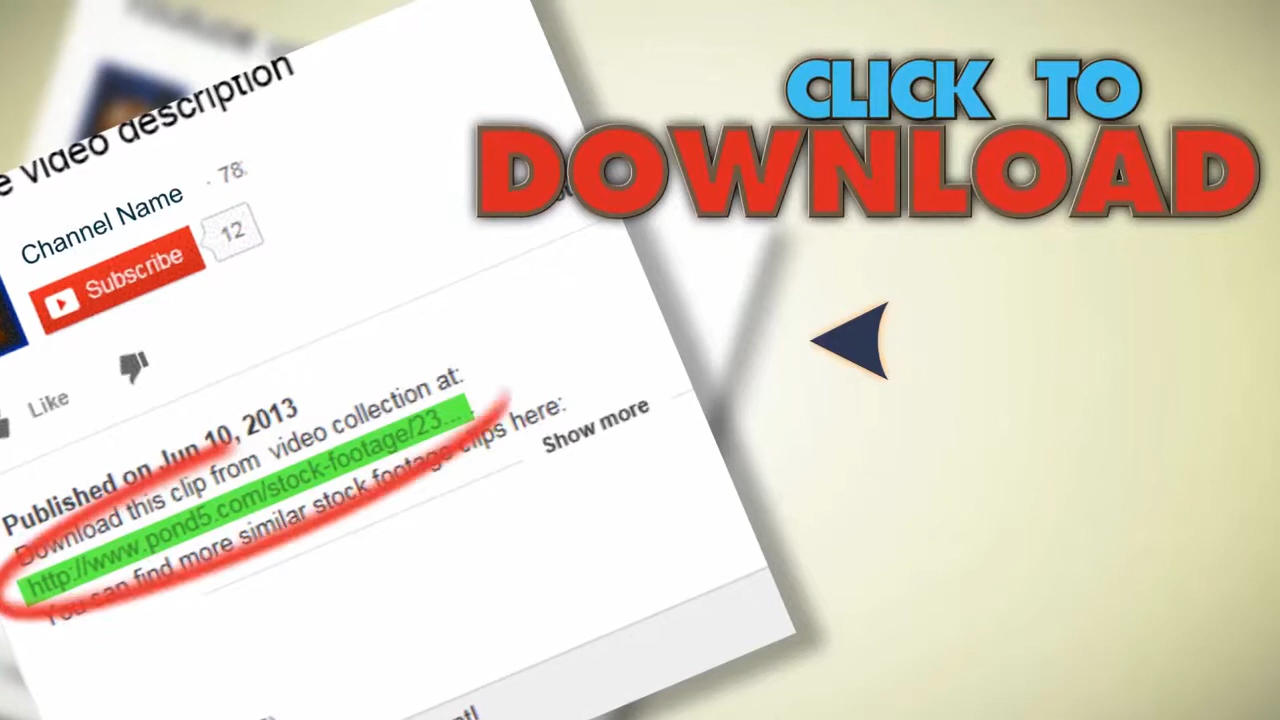 CLICK TO
DOWNLOAD
video description
Channel Name
78
Subscribe
12
Like
Published on Jun 10, 2013
Download this clip from video collection at:
http://www.pond5.com/stock-footage/23...
You can find more similar stock footage clips here:
Show more